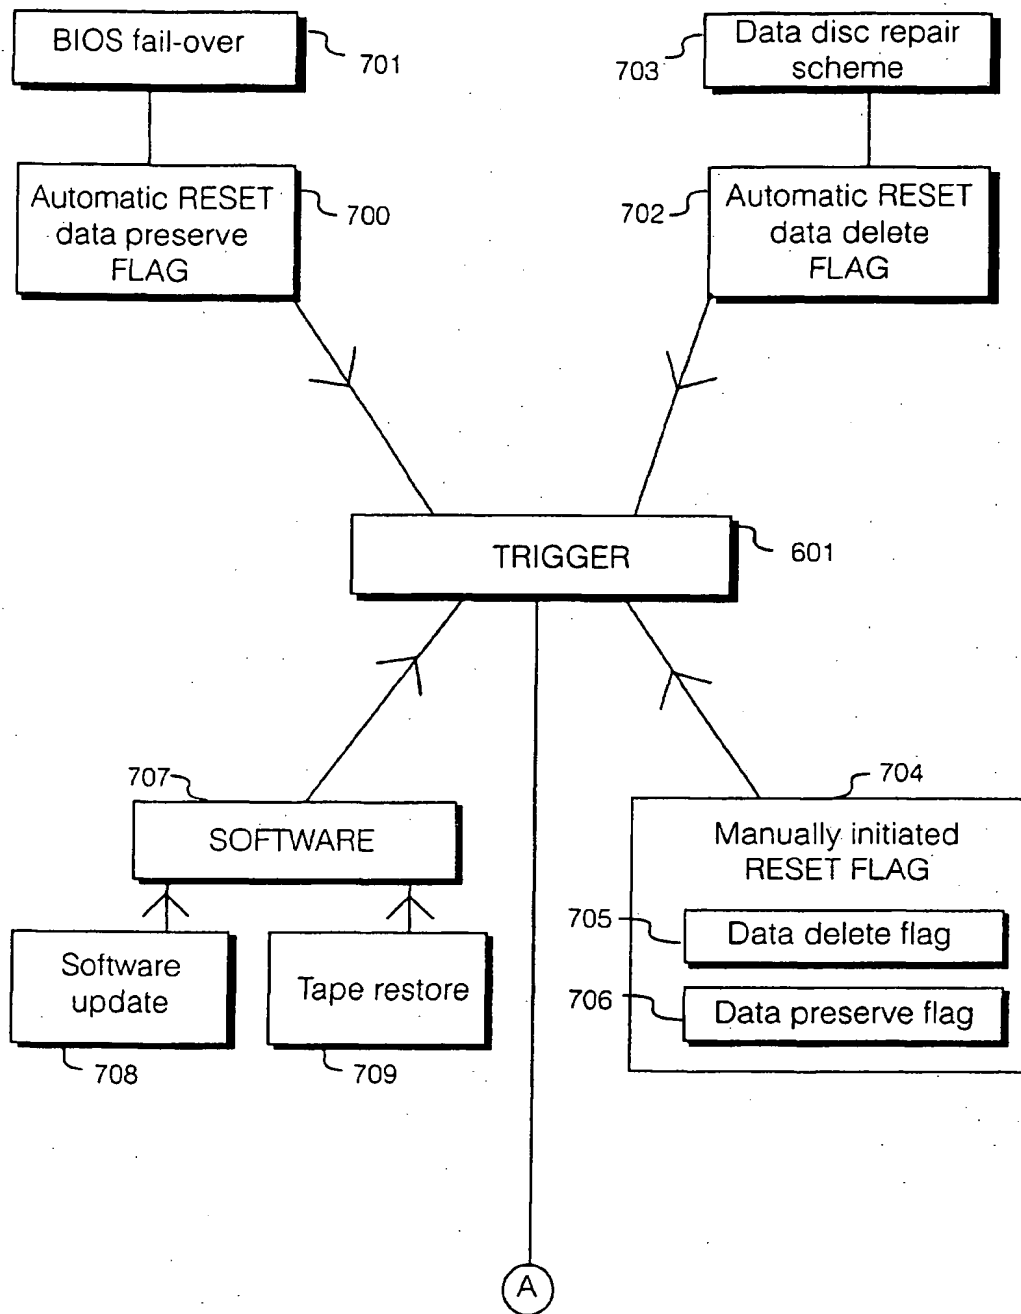 BIOS fail-over
701
703
Data disc repair
scheme
Automatic RESET
data preserve
FLAG
700
702
Automatic RESET
data delete
FLAG
TRIGGER
601
707
SOFTWARE
704
Manually initiated
RESET FLAG
705
Data delete flag
706
Data preserve flag
Software
update
708
Tape restore
709
A